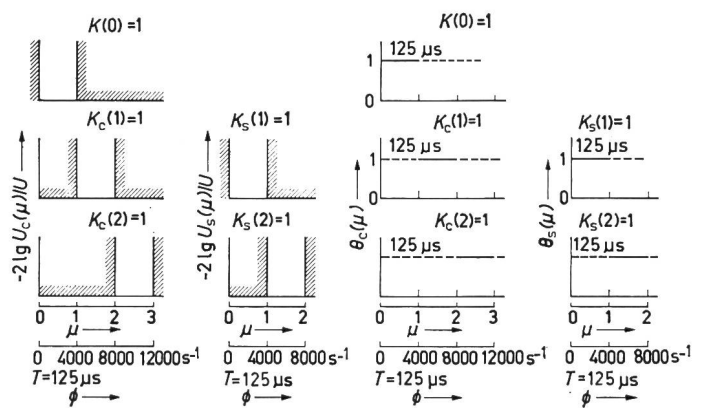 K(0)=1
K(0)=1
125 µs
1
0
Kc(1)=1
Ks(1)=1
Kc(1)=1
Ks(1)=1
125 µs
125 µs
1
0
1
0
-2 lg Uc(µ)/U
-2 lg Us(µ)/U
θc(µ)
θs(µ)
Kc(2)=1
Ks(2)=1
Kc(2)=1
Ks(2)=1
125 µs
125 µs
0 1 2 3
0 1 2
0 1 2 3
0 1 2
µ
µ
µ
µ
0 4000 8000 12000 s⁻¹
0 4000 8000
0 4000 8000 12000 s⁻¹
0 8000 s⁻¹
T=125 µs
T=125 µs
T=125 µs
T=125 µs
ϕ
ϕ
ϕ
ϕ